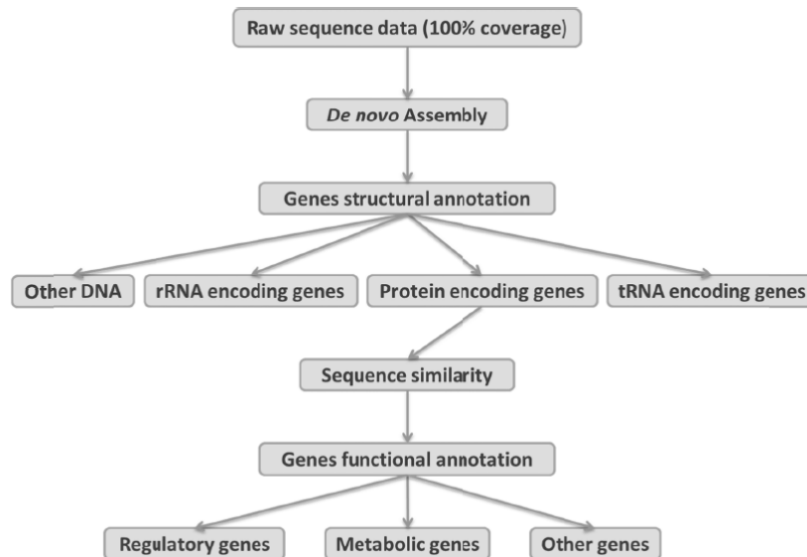 Raw sequence data (100% coverage)
De novo Assembly
Genes structural annotation
Other DNA
rRNA encoding genes
Protein encoding genes
tRNA encoding genes
Sequence similarity
Genes functional annotation
Regulatory genes
Metabolic genes
Other genes